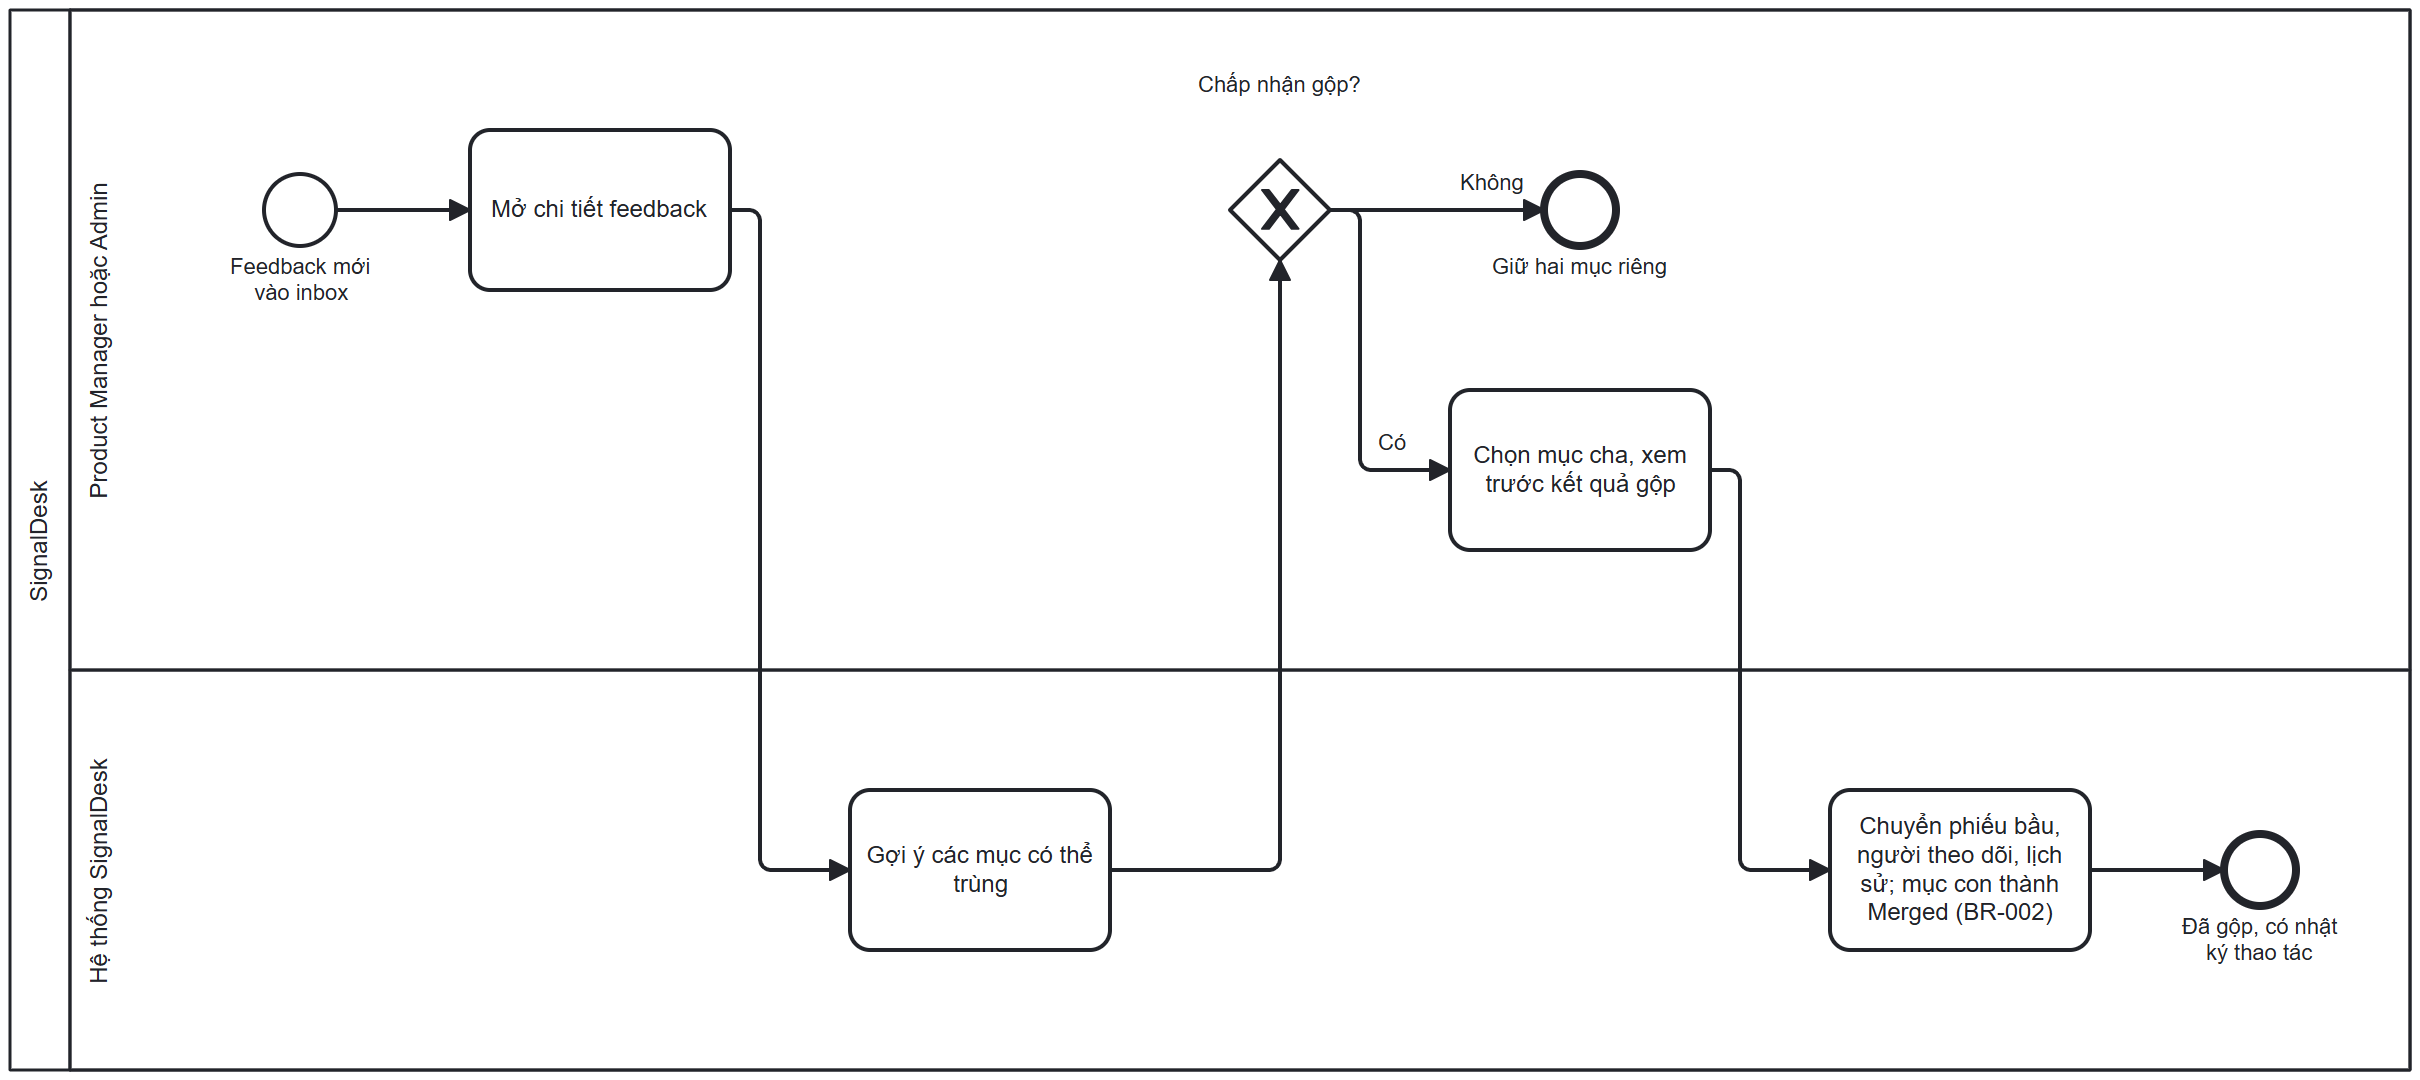 SignalDesk
Product Manager hoặc Admin
Feedback mới
vào inbox
Mở chi tiết feedback
Chấp nhận gộp?
Không
Giữ hai mục riêng
Có
Chọn mục cha, xem
trước kết quả gộp
Hệ thống SignalDesk
Gợi ý các mục có thể
trùng
Chuyển phiếu bầu,
người theo dõi, lịch
sử; mục con thành
Merged (BR-002)
Đã gộp, có nhật
ký thao tác